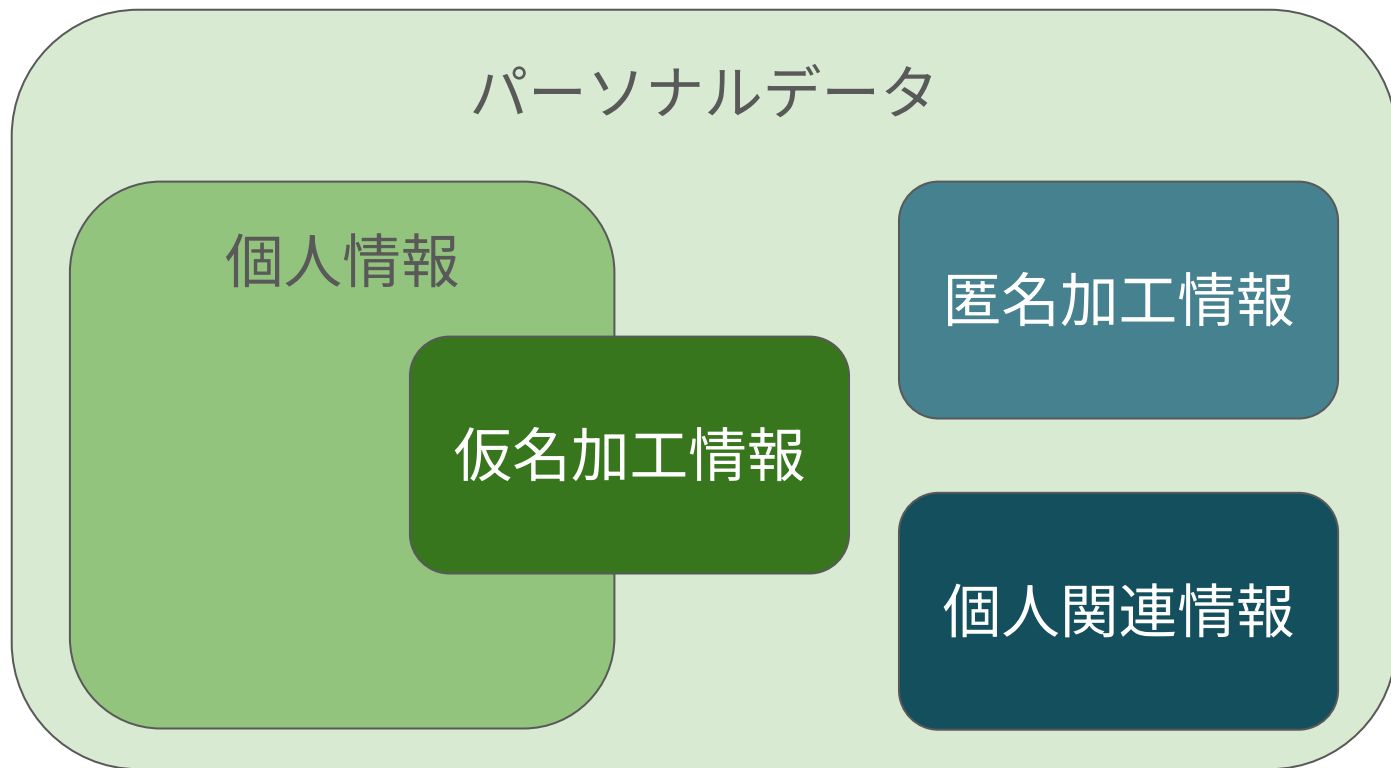 パーソナルデータ
個人情報
匿名加工情報
仮名加工情報
個人関連情報